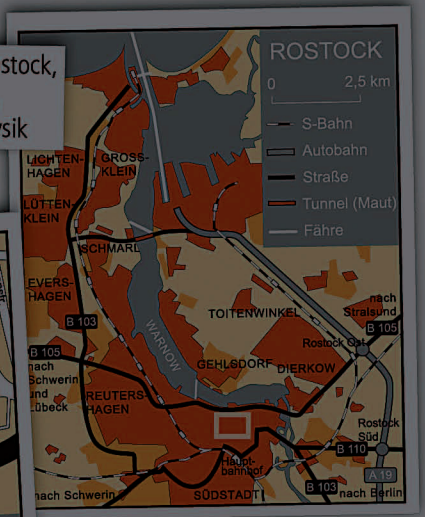 stock,
sik
ROSTOCK
0 2,5 km
S-Bahn
Autobahn
Straße
Tunnel (Maut)
Fähre
LICHTEN-
HAGEN
GROSS-
KLEIN
LÜTTEN-
KLEIN
SCHMARL
EVERS-
HAGEN
TOITENWINKEL
nach
Stralsund
B 103
B 105
Rostock Ost
WARNOW
B 105
nach
Schwerin
und
Lübeck
GEHLSDORF
DIERKOW
REUTERS-
HAGEN
Rostock
Süd
Haupt-
bahnhof
B 110
A 19
nach Schwerin
SÜDSTADT
B 103
nach Berlin